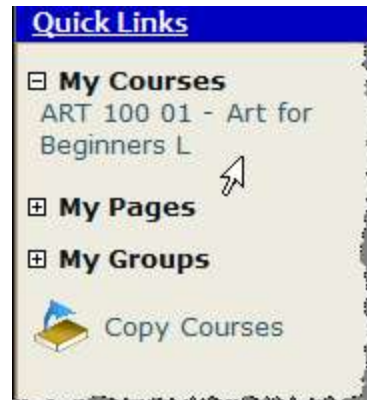 Quick Links
My Courses
ART 100 01 - Art for
Beginners L
My Pages
My Groups
Copy Courses